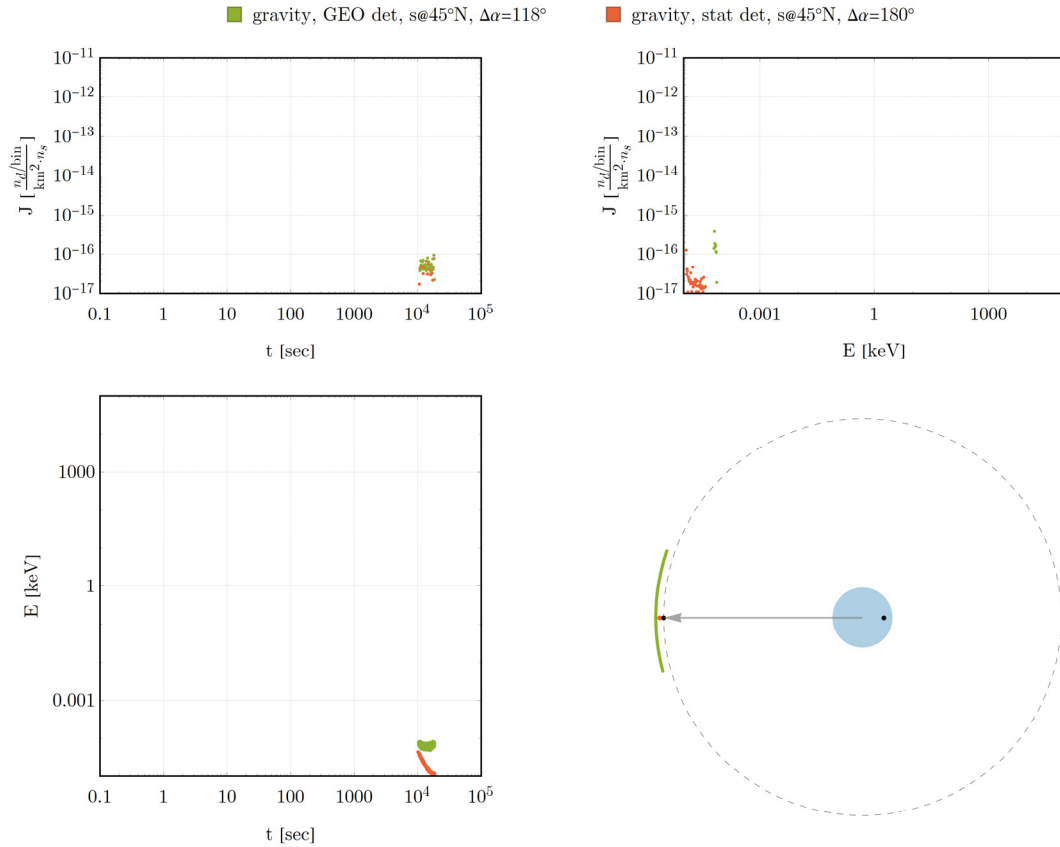 gravity, GEO det, s@45°N, Δα=118°
gravity, stat det, s@45°N, Δα=180°
10^-11
10^-12
10^-13
10^-14
10^-15
10^-16
10^-17
J [ n_d/bin / km²·n_s ]
0.1 1 10 100 1000 10^4 10^5
t [sec]
10^-11
10^-12
10^-13
10^-14
10^-15
10^-16
10^-17
J [ n_d/bin / km²·n_s ]
0.001 1 1000
E [keV]
1000
1
0.001
E [keV]
0.1 1 10 100 1000 10^4 10^5
t [sec]